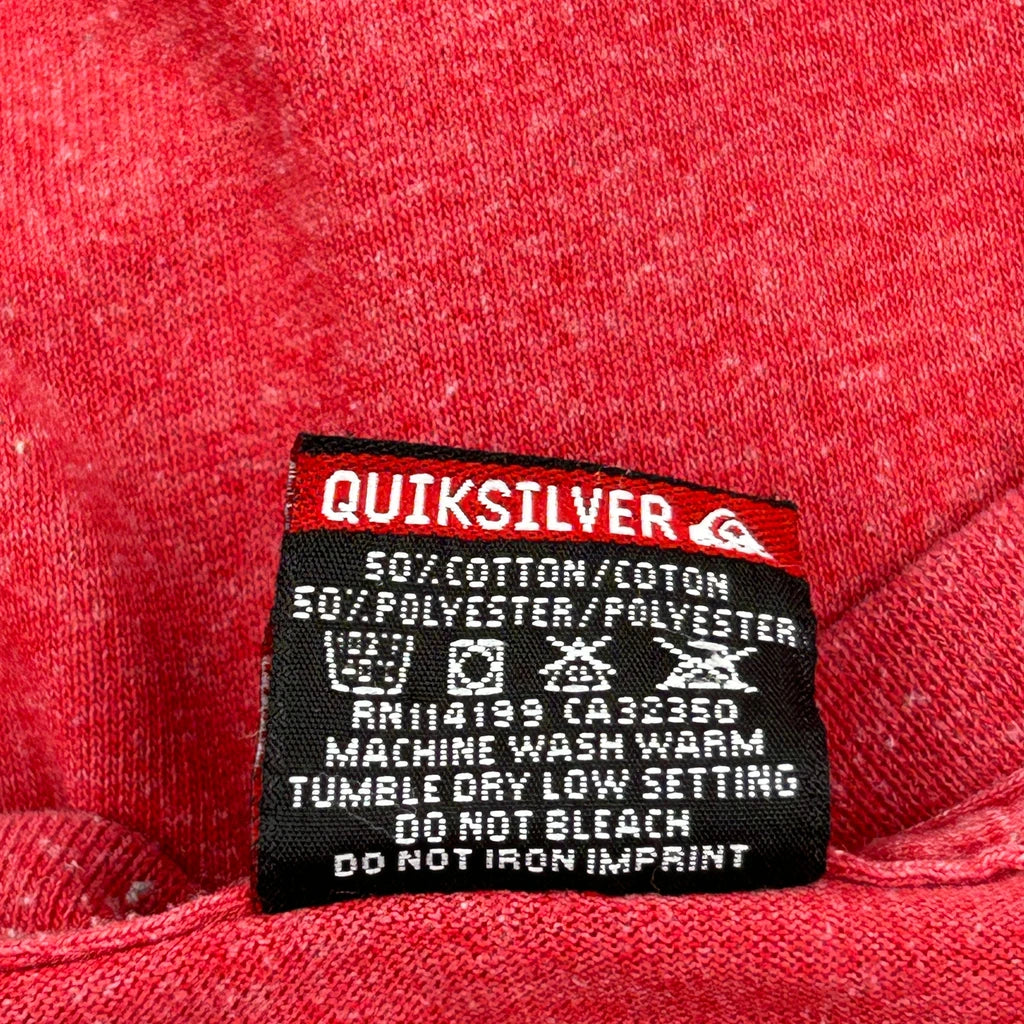 QUIKSILVER
50%COTTON/COTON
50%POLYESTER/POLYESTER
RN114199 CA32350
MACHINE WASH WARM
TUMBLE DRY LOW SETTING
DO NOT BLEACH
DO NOT IRON IMPRINT